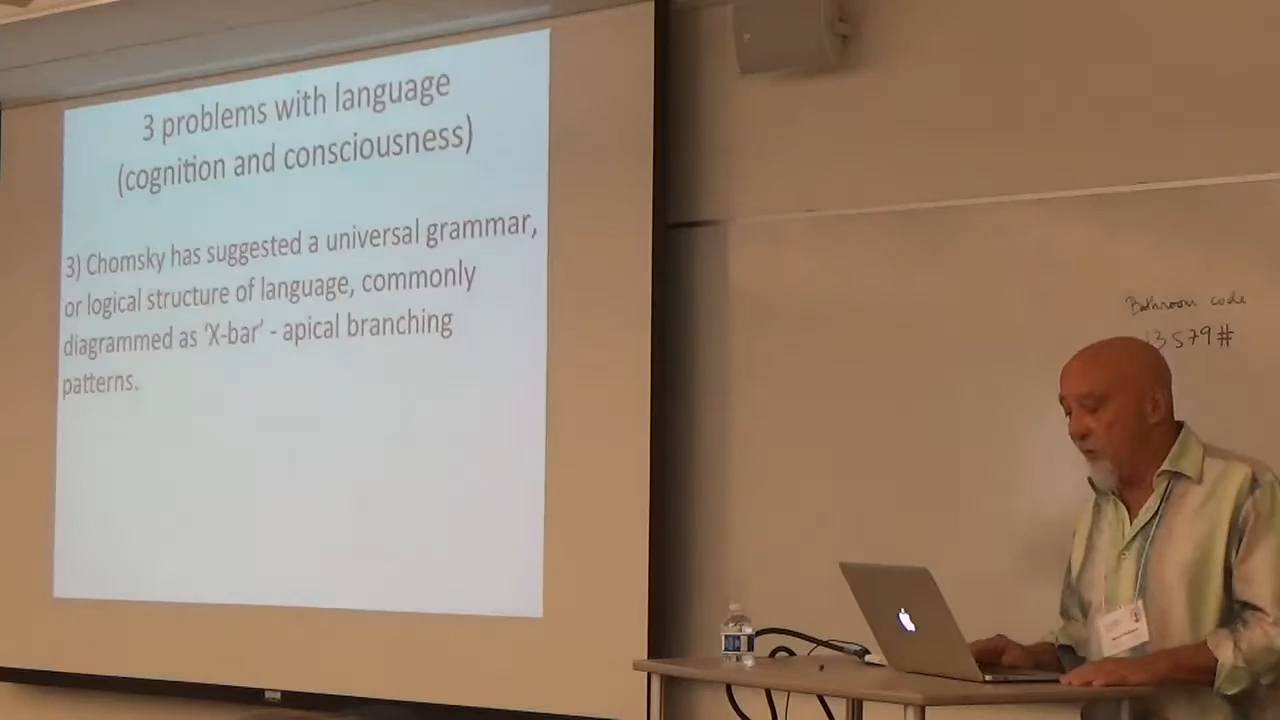 3 problems with language
(cognition and consciousness)
3) Chomsky has suggested a universal grammar,
or logical structure of language, commonly
diagrammed as 'X-bar' - apical branching
patterns.
Bathroom code
13579#